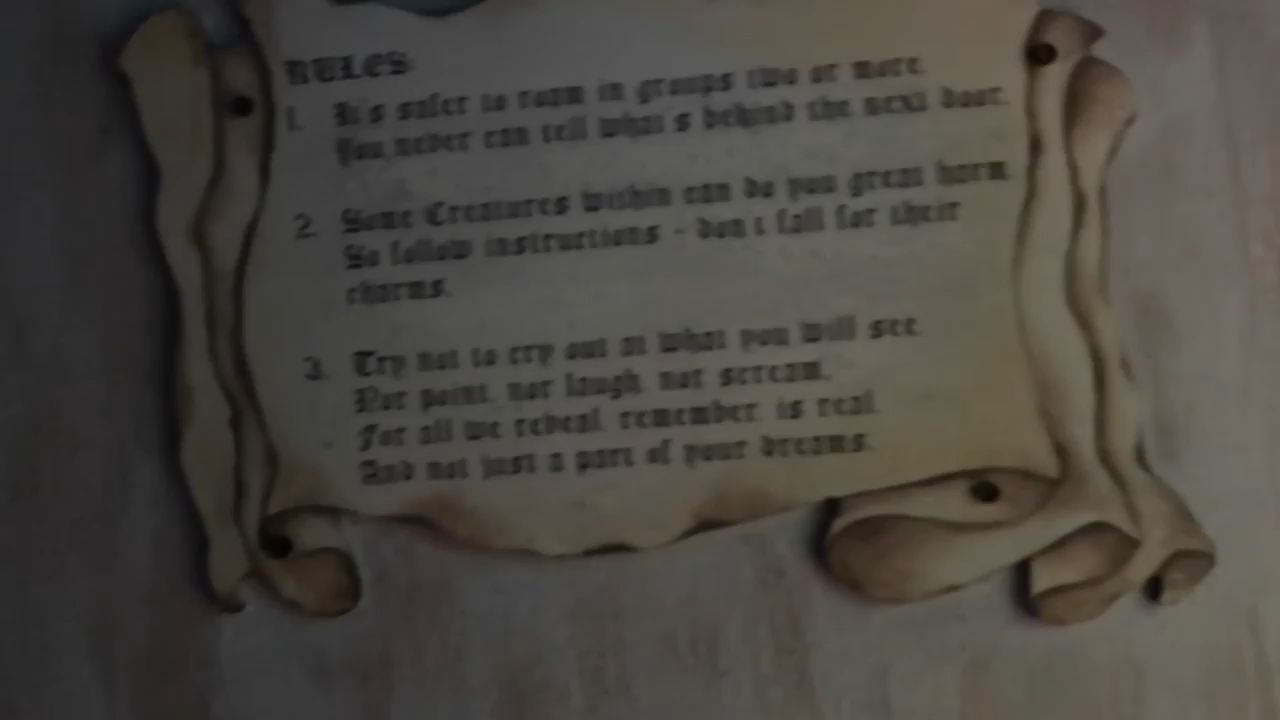 RULES:
1. It's safer to roam in groups two or more.
You never can tell what's behind the next door.
2. Some Creatures within can do you great harm
So follow instructions - don't fall for their
charms.
3. Try not to cry out at what you will see.
Nor point, nor laugh, nor scream,
For all we reveal, remember, is real,
And not just a part of your dreams.